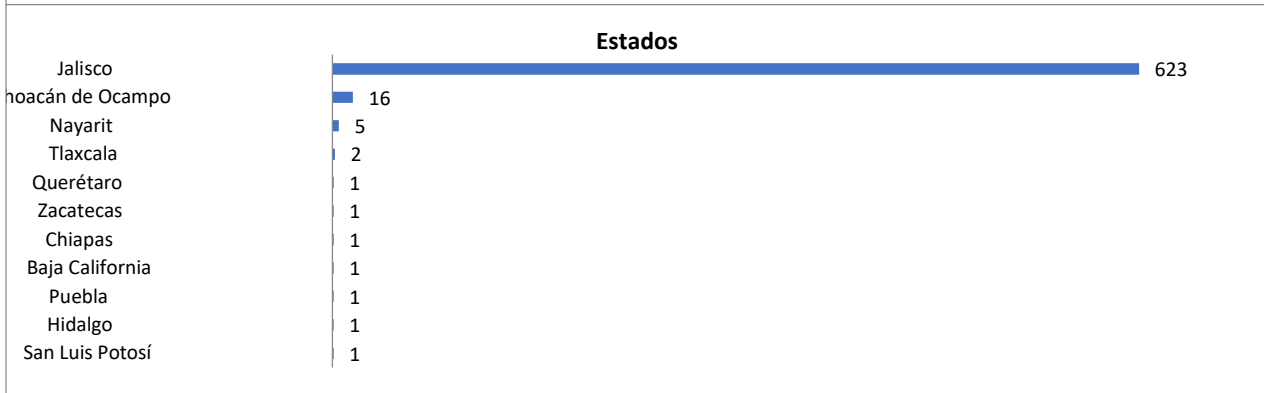 Estados
Jalisco 623
noacán de Ocampo 16
Nayarit 5
Tlaxcala 2
Querétaro 1
Zacatecas 1
Chiapas 1
Baja California 1
Puebla 1
Hidalgo 1
San Luis Potosí 1